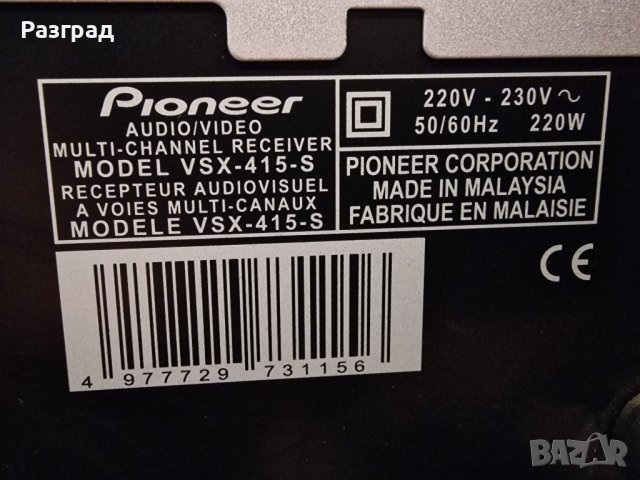 Разград
Pioneer
AUDIO/VIDEO
MULTI-CHANNEL RECEIVER
MODEL VSX-415-S
RECEPTEUR AUDIOVISUEL
A VOIES MULTI-CANAUX
MODELE VSX-415-S
220V - 230V ~
50/60Hz 220W
PIONEER CORPORATION
MADE IN MALAYSIA
FABRIQUE EN MALAISIE
CE
4 977729 731156
BAZAR